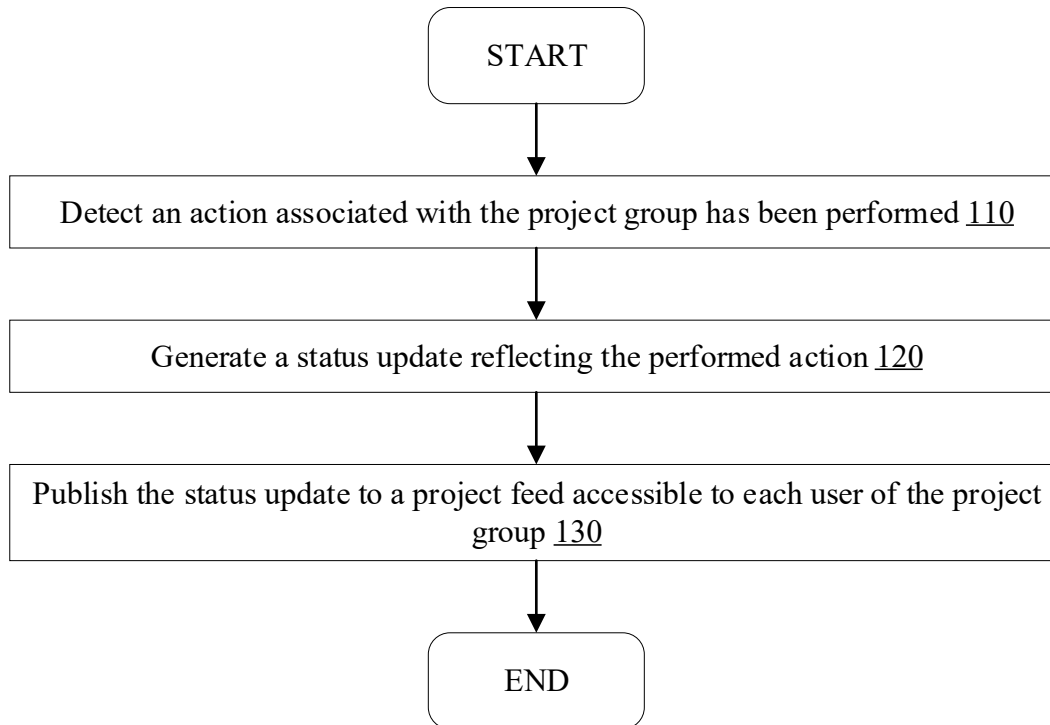 START
Detect an action associated with the project group has been performed 110
Generate a status update reflecting the performed action 120
Publish the status update to a project feed accessible to each user of the project
group 130
END